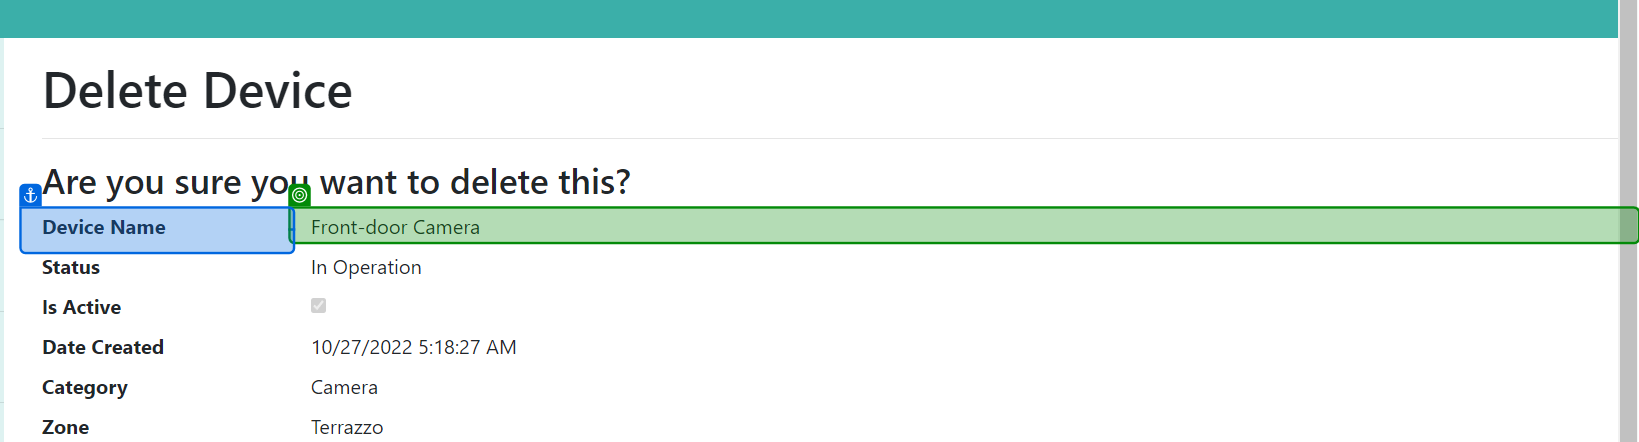 Delete Device
Are you sure you want to delete this?
Device Name Front-door Camera
Status In Operation
Is Active
Date Created 10/27/2022 5:18:27 AM
Category Camera
Zone Terrazzo